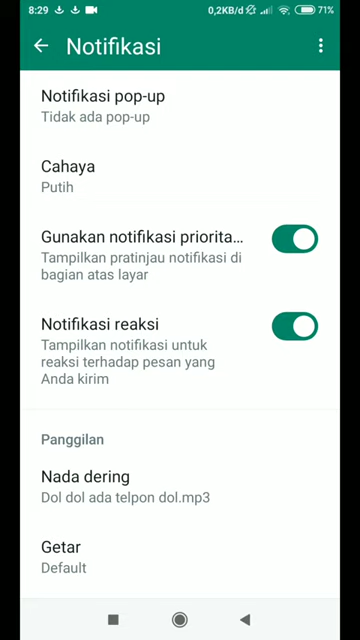 8:29 0,2KB/d 71%
Notifikasi
Notifikasi pop-up
Tidak ada pop-up
Cahaya
Putih
Gunakan notifikasi priorita...
Tampilkan pratinjau notifikasi di
bagian atas layar
Notifikasi reaksi
Tampilkan notifikasi untuk
reaksi terhadap pesan yang
Anda kirim
Panggilan
Nada dering
Dol dol ada telpon dol.mp3
Getar
Default